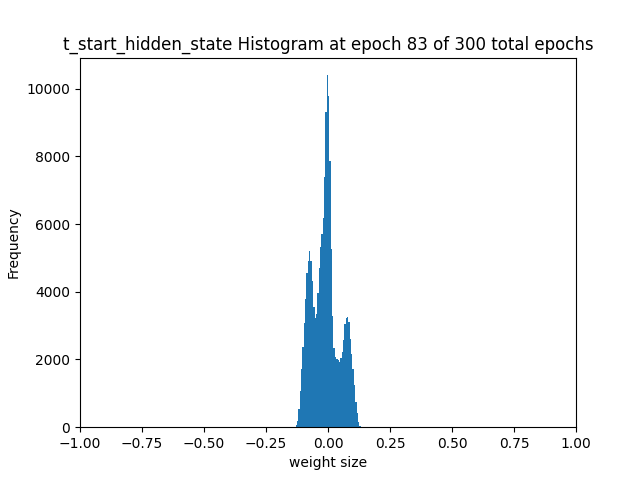 t_start_hidden_state Histogram at epoch 83 of 300 total epochs
10000
8000
6000
4000
2000
0
Frequency
−1.00 −0.75 −0.50 −0.25 0.00 0.25 0.50 0.75 1.00
weight size